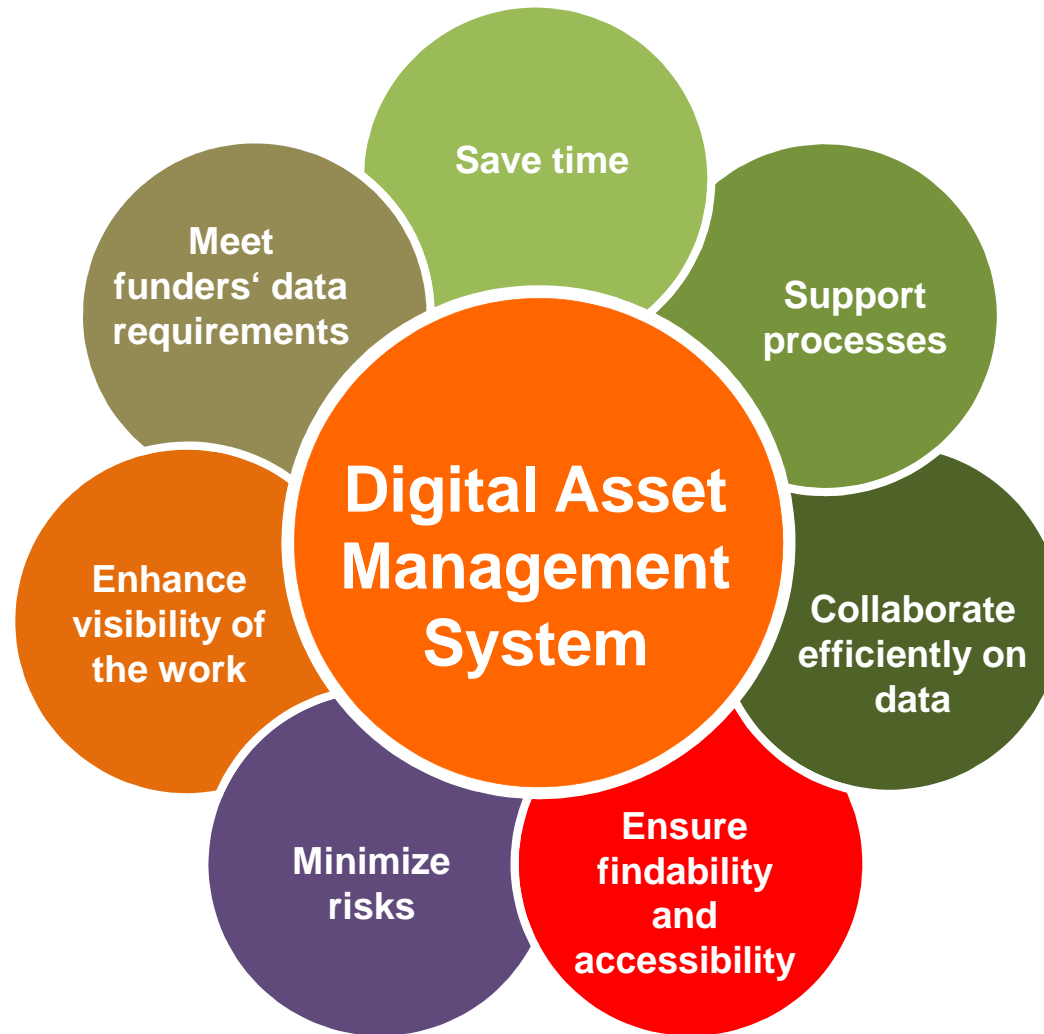 Save time
Meet
funders‘ data
requirements
Support
processes
Digital Asset
Management
System
Enhance
visibility of
the work
Collaborate
efficiently on
data
Minimize
risks
Ensure
findability
and
accessibility